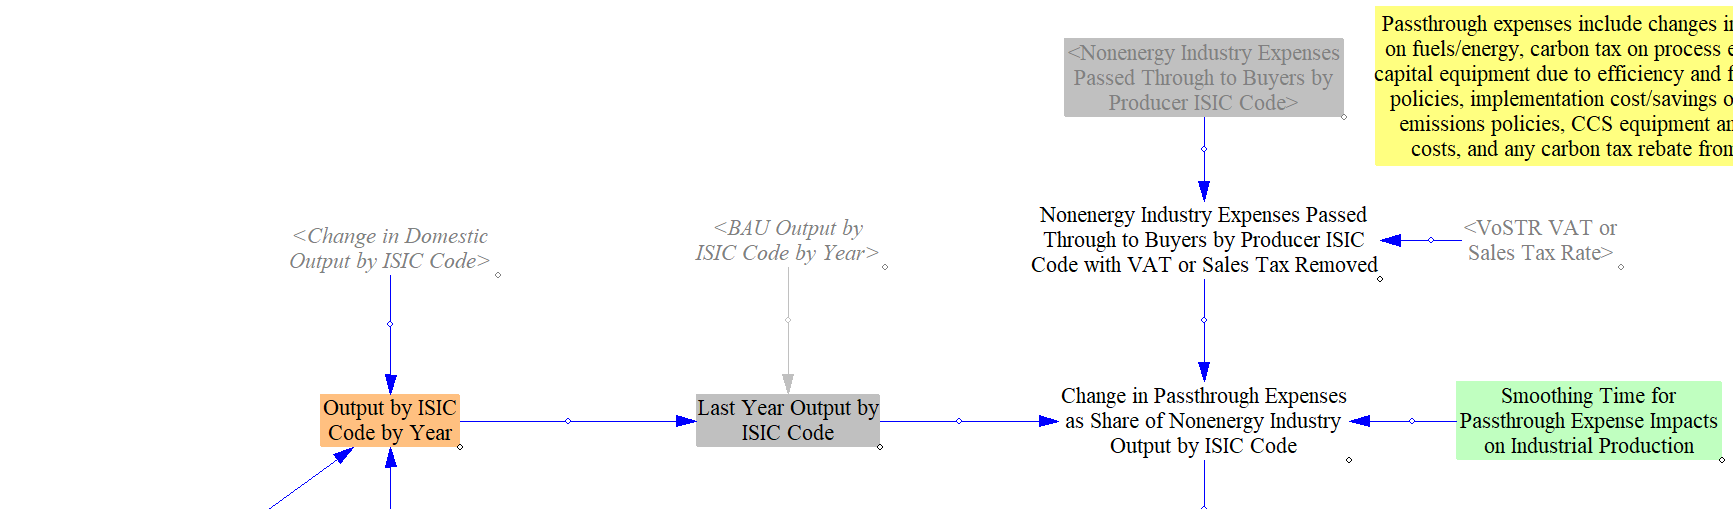 Passthrough expenses include changes
on fuels/energy, carbon tax on process
capital equipment due to efficiency and
policies, implementation cost/savings
emissions policies, CCS equipment
costs, and any carbon tax rebate
<Nonenergy Industry Expenses
Passed Through to Buyers by
Producer ISIC Code>
<Change in Domestic
Output by ISIC Code>
<BAU Output by
ISIC Code by Year>
Nonenergy Industry Expenses Passed
Through to Buyers by Producer ISIC
Code with VAT or Sales Tax Removed
<VoSTR VAT or
Sales Tax Rate>
Output by ISIC
Code by Year
Last Year Output by
ISIC Code
Change in Passthrough Expenses
as Share of Nonenergy Industry
Output by ISIC Code
Smoothing Time for
Passthrough Expense Impacts
on Industrial Production